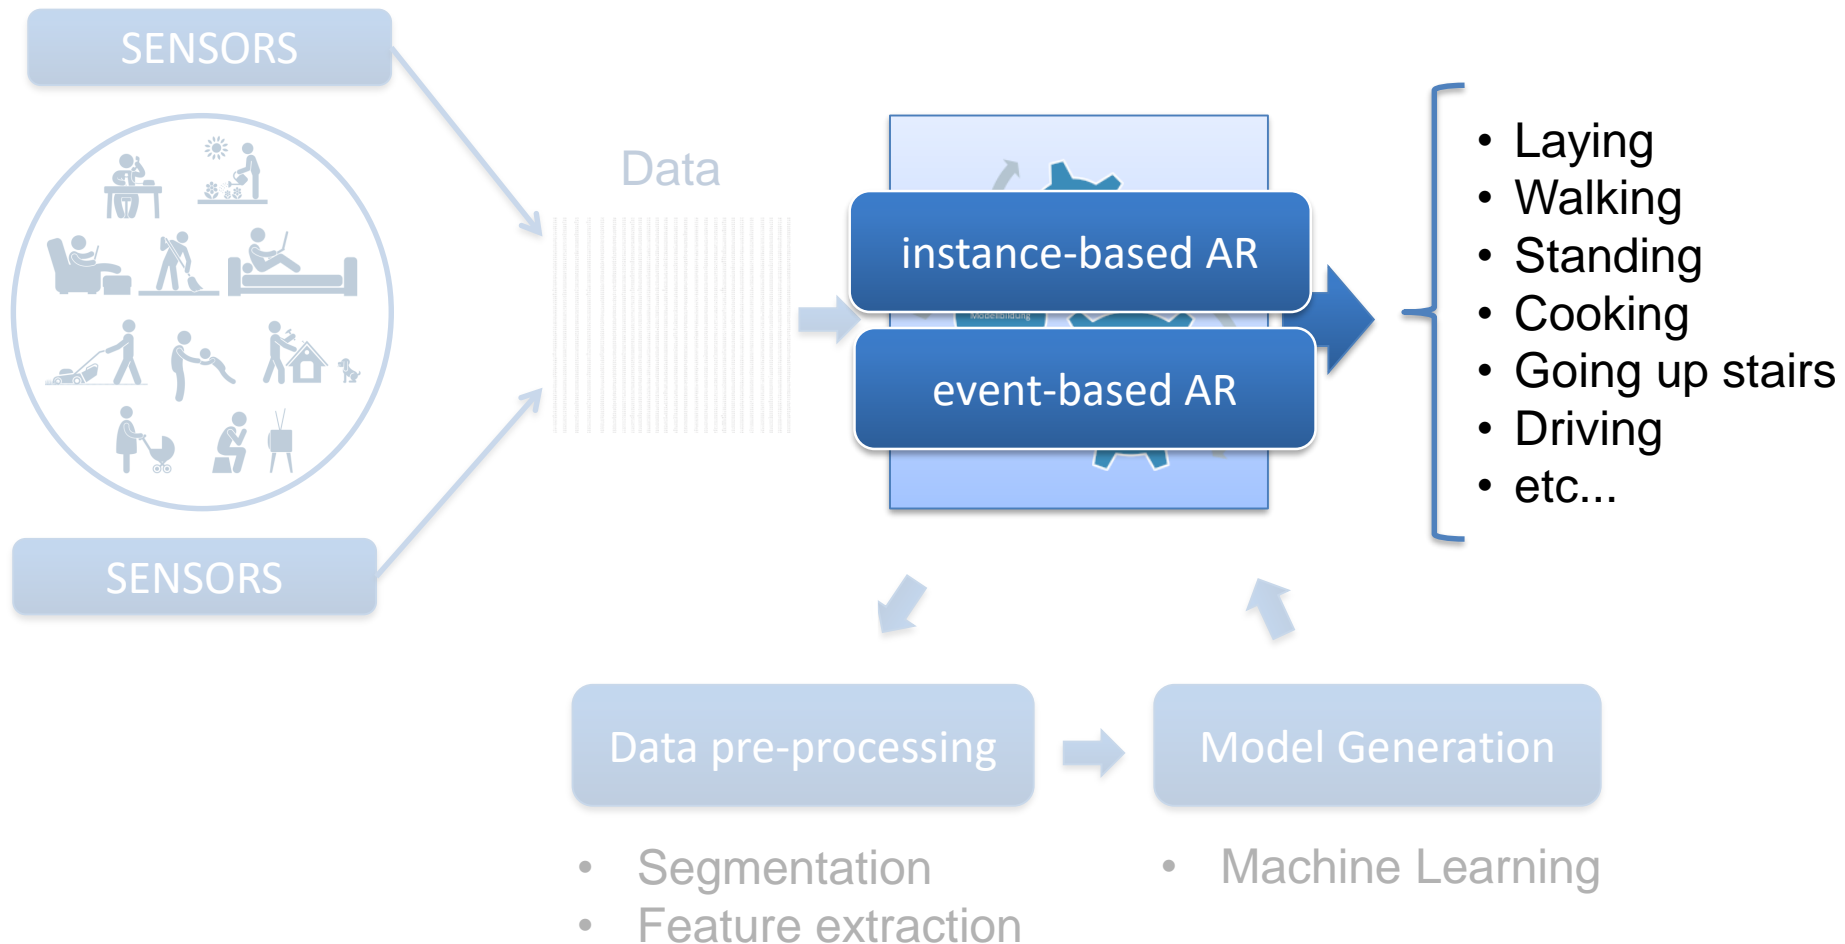 SENSORS
Data
instance-based AR
Modellbildung
event-based AR
SENSORS
• Laying
• Walking
• Standing
• Cooking
• Going up stairs
• Driving
• etc...
Data pre-processing
• Segmentation
• Feature extraction
Model Generation
• Machine Learning